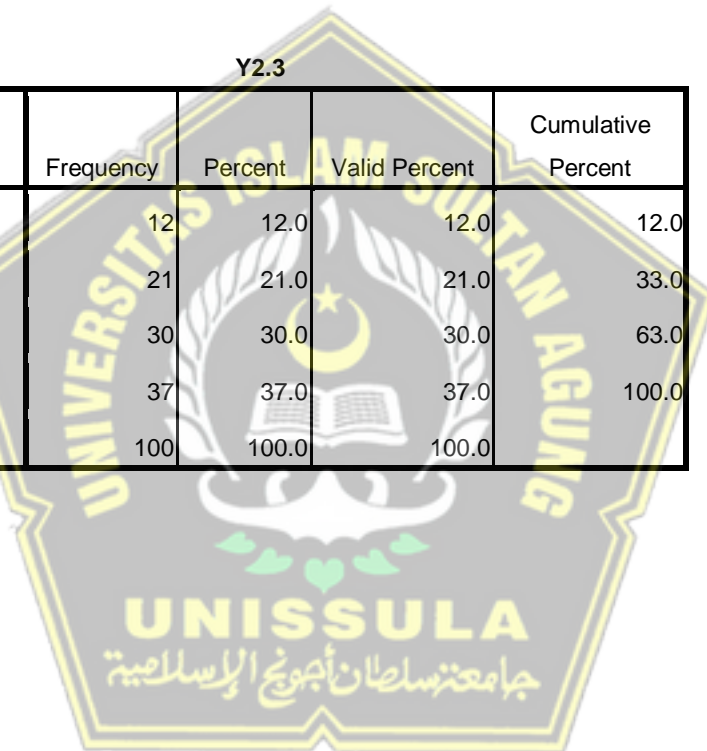 Y2.3
Frequency Percent Valid Percent Cumulative Percent
12 12.0 12.0 12.0
21 21.0 21.0 33.0
30 30.0 30.0 63.0
37 37.0 37.0 100.0
100 100.0 100.0
UNIVERSITAS ISLAM SULTAN AGUNG
UNISSULA
جامعتسلطان أجونج الإسلامية